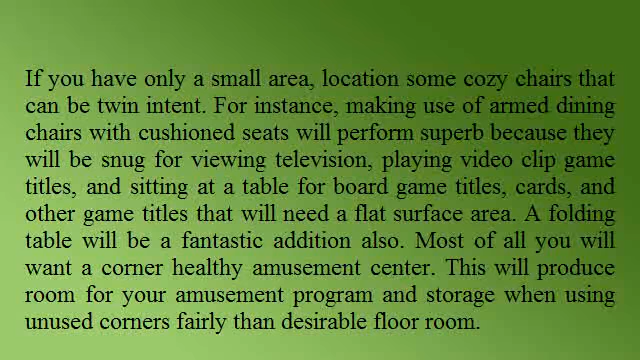 If you have only a small area, location some cozy chairs that
can be twin intent. For instance, making use of armed dining
chairs with cushioned seats will perform superb because they
will be snug for viewing television, playing video clip game
titles, and sitting at a table for board game titles, cards, and
other game titles that will need a flat surface area. A folding
table will be a fantastic addition also. Most of all you will
want a corner healthy amusement center. This will produce
room for your amusement program and storage when using
unused corners fairly than desirable floor room.